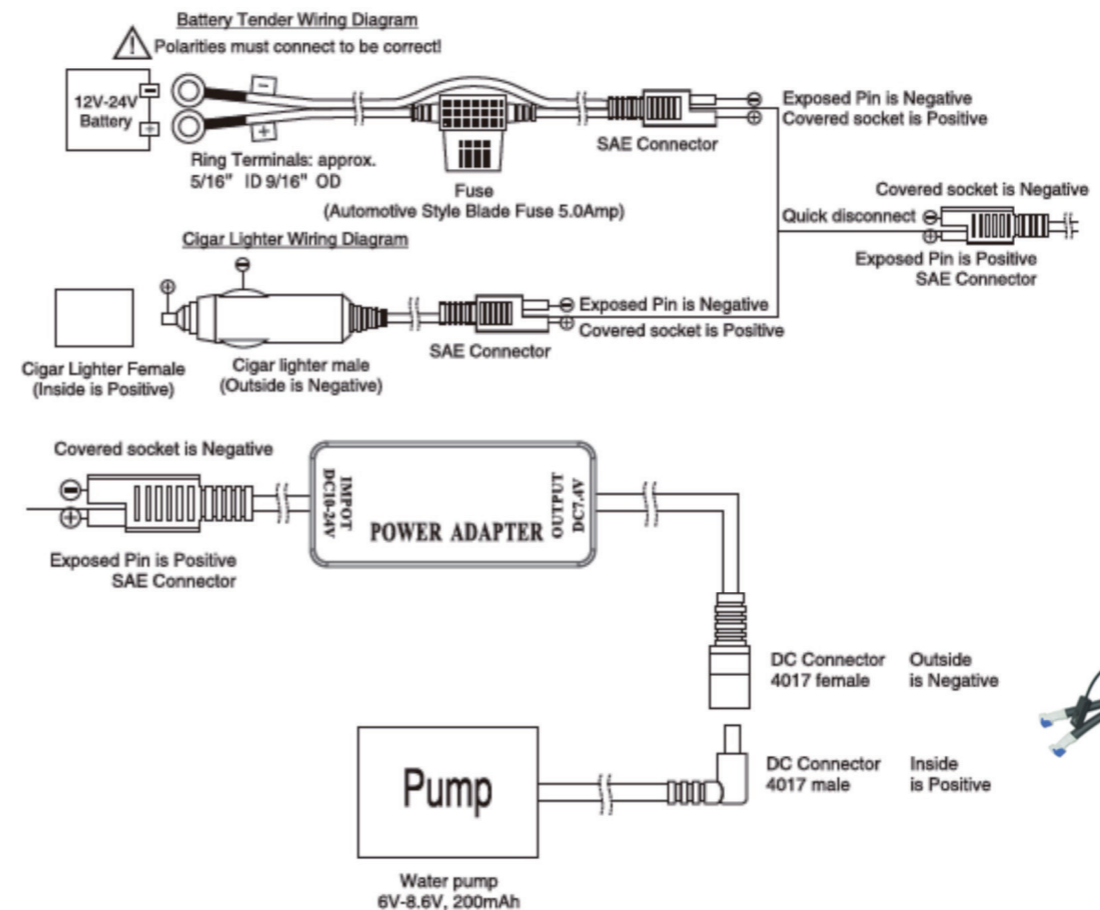 Battery Tender Wiring Diagram
Polarities must connect to be correct!
12V-24V
Battery
−
+
−
+
Ring Terminals: approx.
5/16" ID 9/16" OD
Fuse
(Automotive Style Blade Fuse 5.0Amp)
SAE Connector
Exposed Pin is Negative
Covered socket is Positive
Covered socket is Negative
Quick disconnect
Exposed Pin is Positive
SAE Connector
Cigar Lighter Wiring Diagram
Cigar Lighter Female
(Inside is Positive)
Cigar lighter male
(Outside is Negative)
SAE Connector
Exposed Pin is Negative
Covered socket is Positive
Covered socket is Negative
Exposed Pin is Positive
SAE Connector
IMPOT
DC10-24V
POWER ADAPTER
OUTPUT
DC7.4V
DC Connector Outside
4017 female is Negative
DC Connector Inside
4017 male is Positive
Pump
Water pump
6V-8.6V, 200mAh